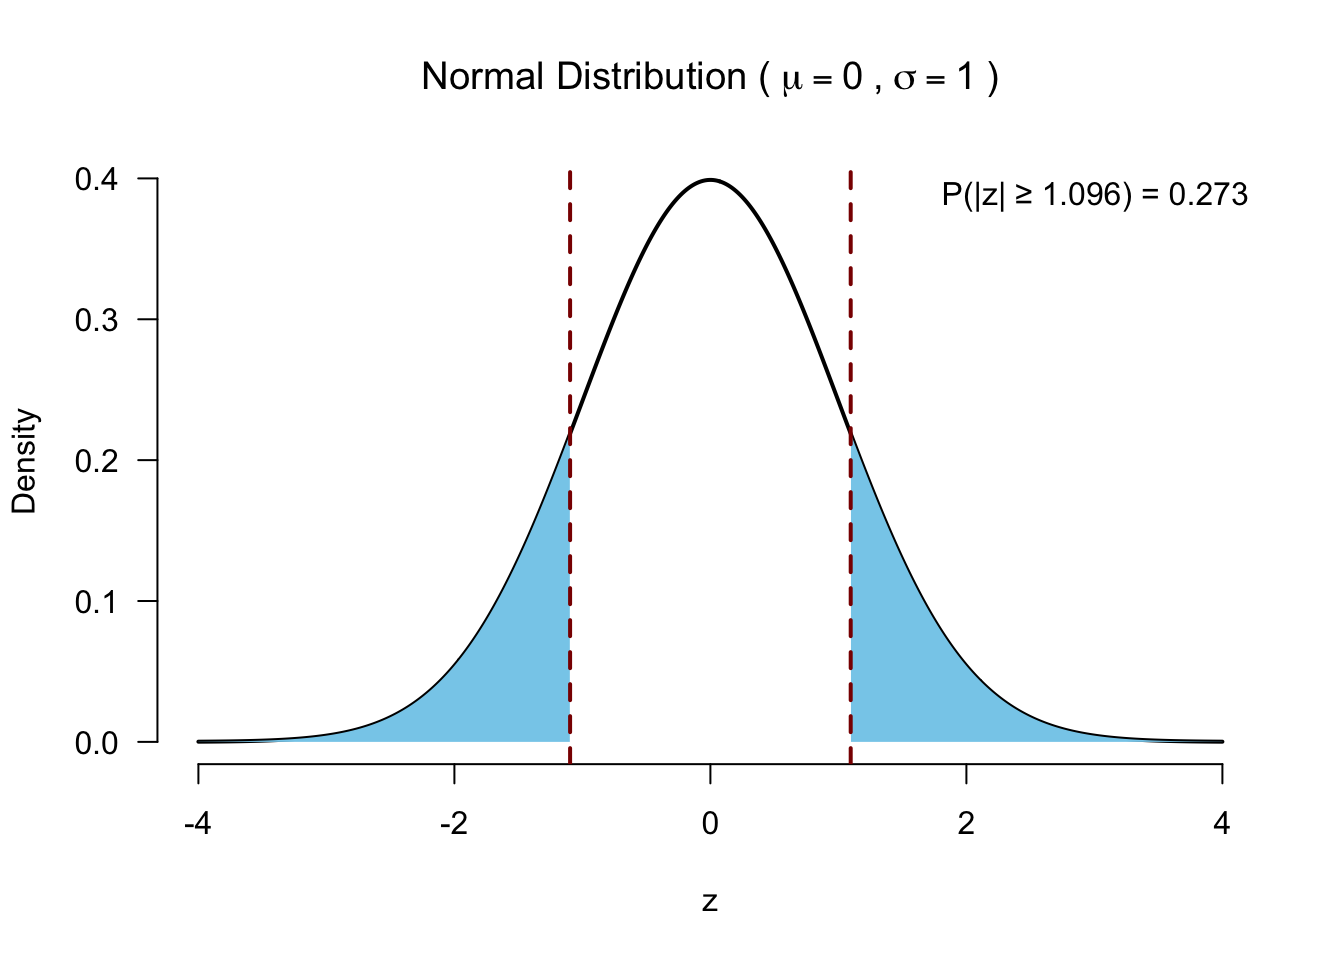 Normal Distribution ( μ = 0 , σ = 1 )
P(|z| ≥ 1.096) = 0.273
0.4
0.3
0.2
0.1
0.0
Density
-4 -2 0 2 4
z